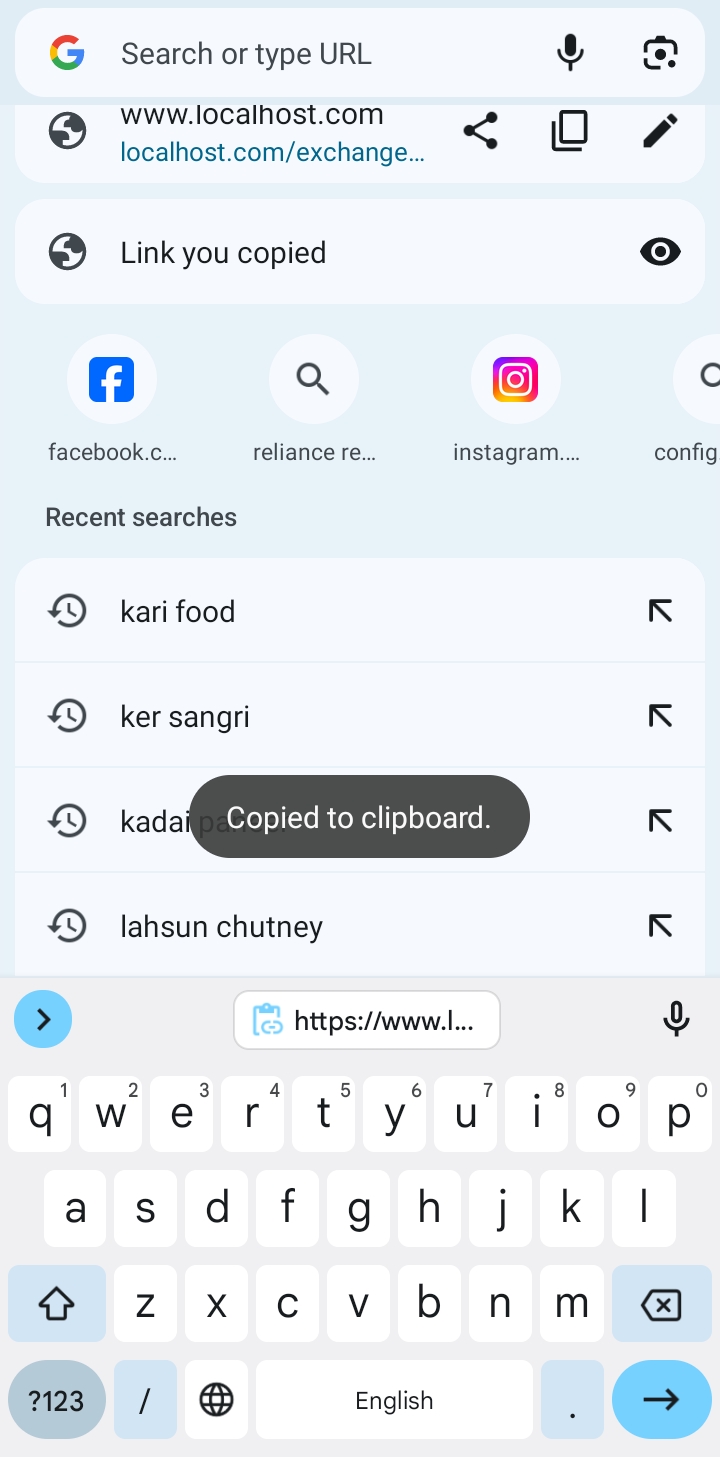 Search or type URL
www.localhost.com
localhost.com/exchange…
Link you copied
facebook.c…
reliance re…
instagram.…
config
Recent searches
kari food
ker sangri
kadai
Copied to clipboard.
lahsun chutney
https://www.l...
q 1 w 2 e 3 r 4 t 5 y 6 u 7 i 8 o 9 p 0
a s d f g h j k l
z x c v b n m
?123 / English .